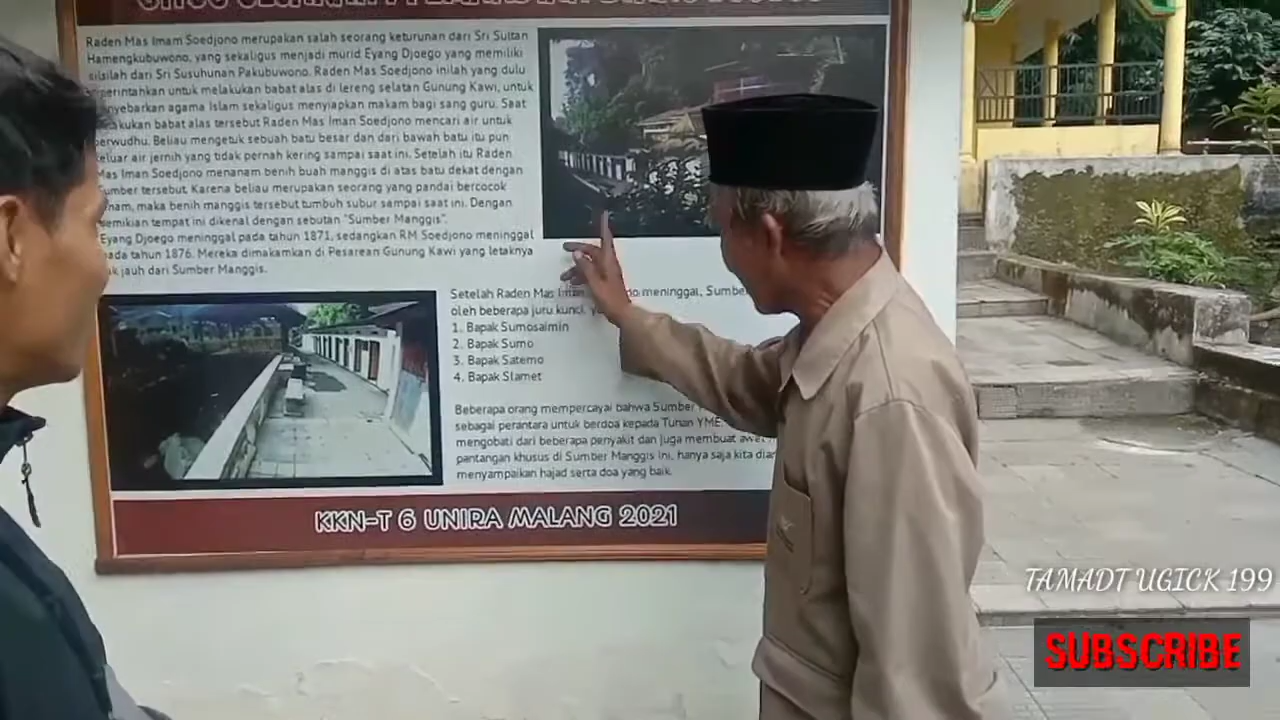 Raden Mas Imam Soedjono merupakan salah seorang keturunan dari Sri Sultan
Hamengkubuwono, yang sekaligus menjadi murid Eyang Djoego yang memiliki
silsilah dari Sri Susuhunan Pakubuwono. Raden Mas Soedjono inilah yang dulu
perintahkan untuk melakukan babat alas di lereng selatan Gunung Kawi, untuk
nyebarkan agama Islam sekaligus menyiapkan makam bagi sang guru. Saat
lakukan babat alas tersebut Raden Mas Imam Soedjono mencari air untuk
berwudhu. Beliau mengetuk sebuah batu besar dan dari bawah batu itu pun
keluar air jernih yang tidak pernah kering sampai saat ini. Setelah itu Raden
Mas Iman Soedjono menanam benih buah manggis di atas batu dekat dengan
Sumber tersebut. Karena beliau merupakan seorang yang pandai bercocok
nam, maka benih manggis tersebut tumbuh subur sampai saat ini. Dengan
emikian tempat ini dikenal dengan sebutan "Sumber Manggis".
Eyang Djoego meninggal pada tahun 1871, sedangkan RM Soedjono meninggal
pada tahun 1876. Mereka dimakamkan di Pesarean Gunung Kawi yang letaknya
ak jauh dari Sumber Manggis.
Setelah Raden Mas Iman no meninggal, Sumbe
oleh beberapa juru kunci, y
1. Bapak Sumosaimin
2. Bapak Sumo
3. Bapak Satemo
4. Bapak Slamet
Beberapa orang mempercayai bahwa Sumber
sebagai perantara untuk berdoa kepada Tuhan YME.
mengobati dari beberapa penyakit dan juga membuat awet
pantangan khusus di Sumber Manggis ini, hanya saja kita dia
menyampaikan hajad serta doa yang baik.
KKN-T 6 UNIRA MALANG 2021
TAMADT UGICK 199
SUBSCRIBE